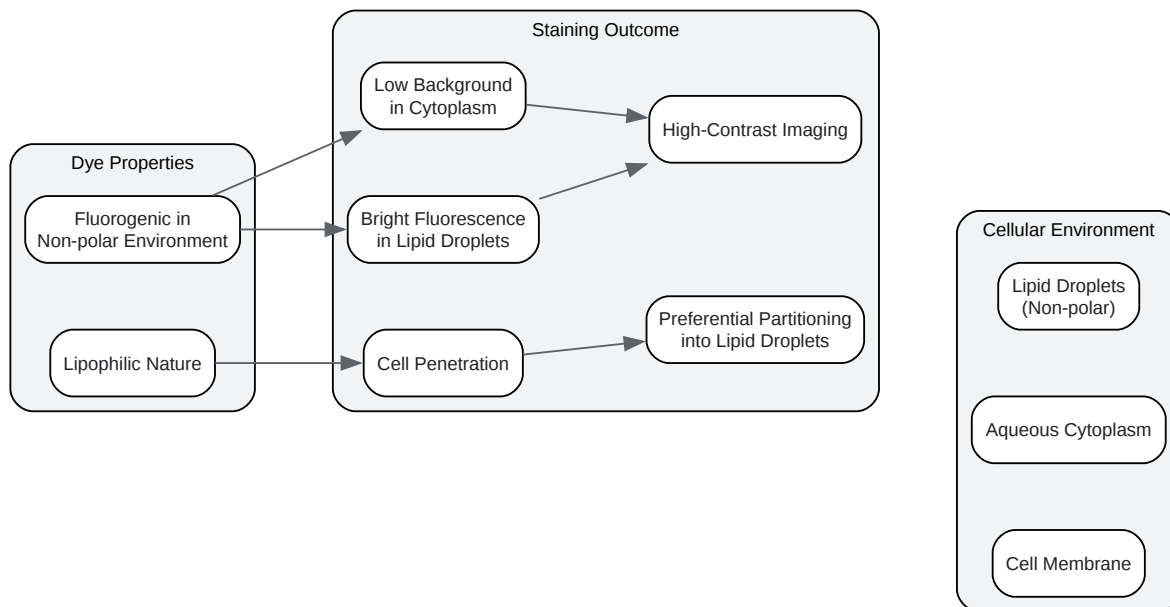 Staining Outcome
Low Background
in Cytoplasm
High-Contrast Imaging
Dye Properties
Fluorogenic in
Non-polar Environment
Bright Fluorescence
in Lipid Droplets
Lipophilic Nature
Cell Penetration
Preferential Partitioning
into Lipid Droplets
Cellular Environment
Lipid Droplets
(Non-polar)
Aqueous Cytoplasm
Cell Membrane